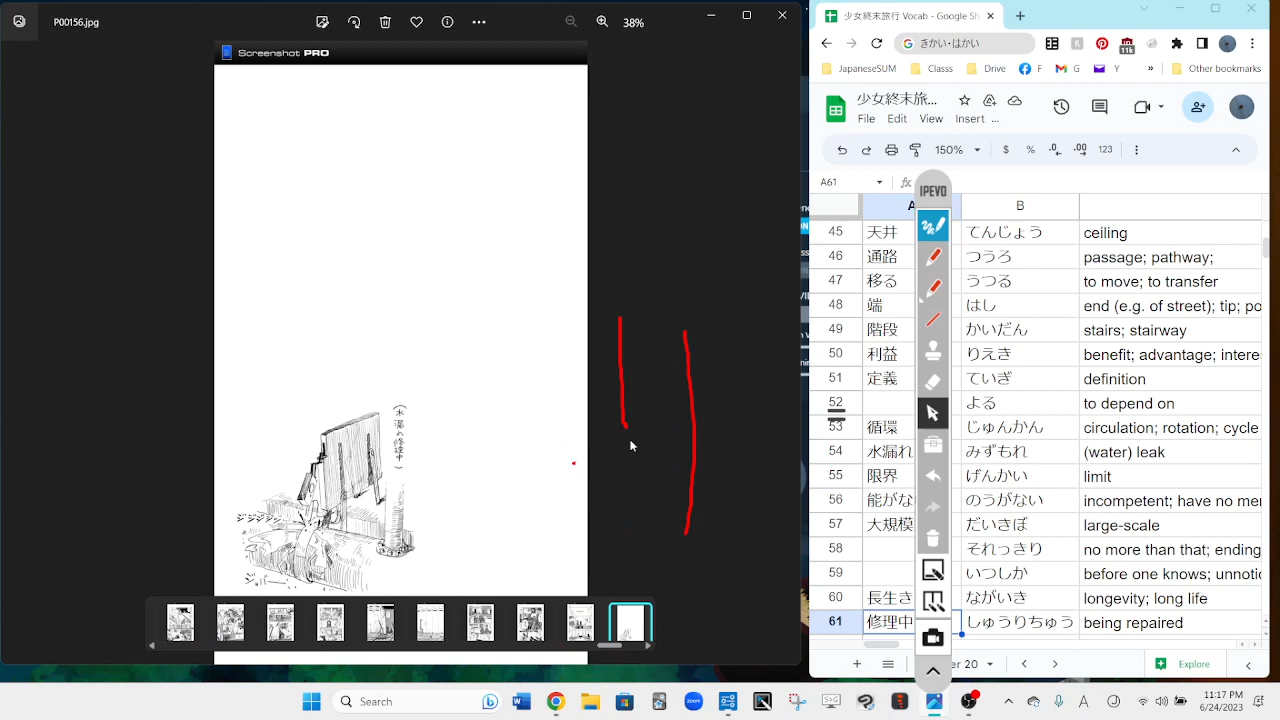 P00156.jpg
38%
Screenshot PRO
(水漏れ修理中)
少女終末旅行 Vocab - Google Sh
さかい・はかい
11k
JapaneseSUM
Classs
Drive
F
G
Y
»
Other bookmarks
少女終末旅...
File Edit View Insert ...
150% $ % .0 .00 123
A61 fx
IPEVO
A B
45 天井 てんじょう ceiling
46 通路 つうろ passage; pathway;
47 移る うつる to move; to transfer
48 端 はし end (e.g. of street); tip; po
49 階段 かいだん stairs; stairway
50 利益 りえき benefit; advantage; intere
51 定義 ていぎ definition
52 よる to depend on
53 循環 じゅんかん circulation; rotation; cycle
54 水漏れ みずもれ (water) leak
55 限界 げんかい limit
56 能がな のうがない incompetent; have no me
57 大規模 だいきぼ large-scale
58 それっきり no more than that; ending
59 いつしか before one knows; unnoti
60 長生き ながいき longevity; long life
61 修理中 しゅうりちゅう being repaired
er 20
Explore
Search
zoom
A
11:17 PM
6/24/2023